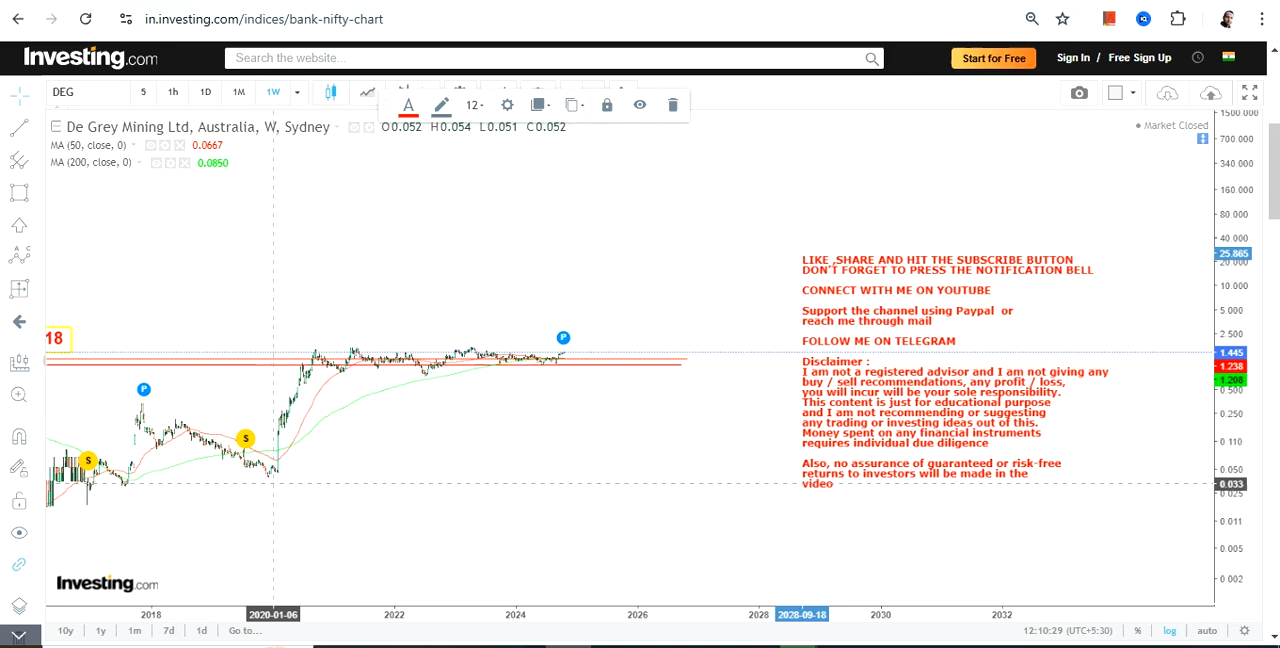 in.investing.com/indices/bank-nifty-chart
Investing.com
Search the website...
Start for Free
Sign In / Free Sign Up
DEG
5 1h 1D 1M 1W
A 12
De Grey Mining Ltd, Australia, W, Sydney
O0.052 H0.054 L0.051 C0.052
Market Closed
MA (50, close, 0) 0.0667
MA (200, close, 0) 0.0850
1500.000
700.000
340.000
160.000
80.000
40.000
25.865
20.000
10.000
5.000
2.500
1.445
1.238
1.208
0.500
0.250
0.110
0.050
0.033
0.025
0.011
0.005
0.002
18
P
P
S
S
LIKE ,SHARE AND HIT THE SUBSCRIBE BUTTON
DON'T FORGET TO PRESS THE NOTIFICATION BELL
CONNECT WITH ME ON YOUTUBE
Support the channel using Paypal or
reach me through mail
FOLLOW ME ON TELEGRAM
Disclaimer :
I am not a registered advisor and I am not giving any
buy / sell recommendations, any profit / loss,
you will incur will be your sole responsibility.
This content is just for educational purpose
and I am not recommending or suggesting
any trading or investing ideas out of this.
Money spent on any financial instruments
requires individual due diligence
Also, no assurance of guaranteed or risk-free
returns to investors will be made in the
video
Investing.com
2018 2020-01-06 2022 2024 2026 2028 2028-09-18 2030 2032
10y 1y 1m 7d 1d Go to...
12:10:29 (UTC+5:30) % log auto